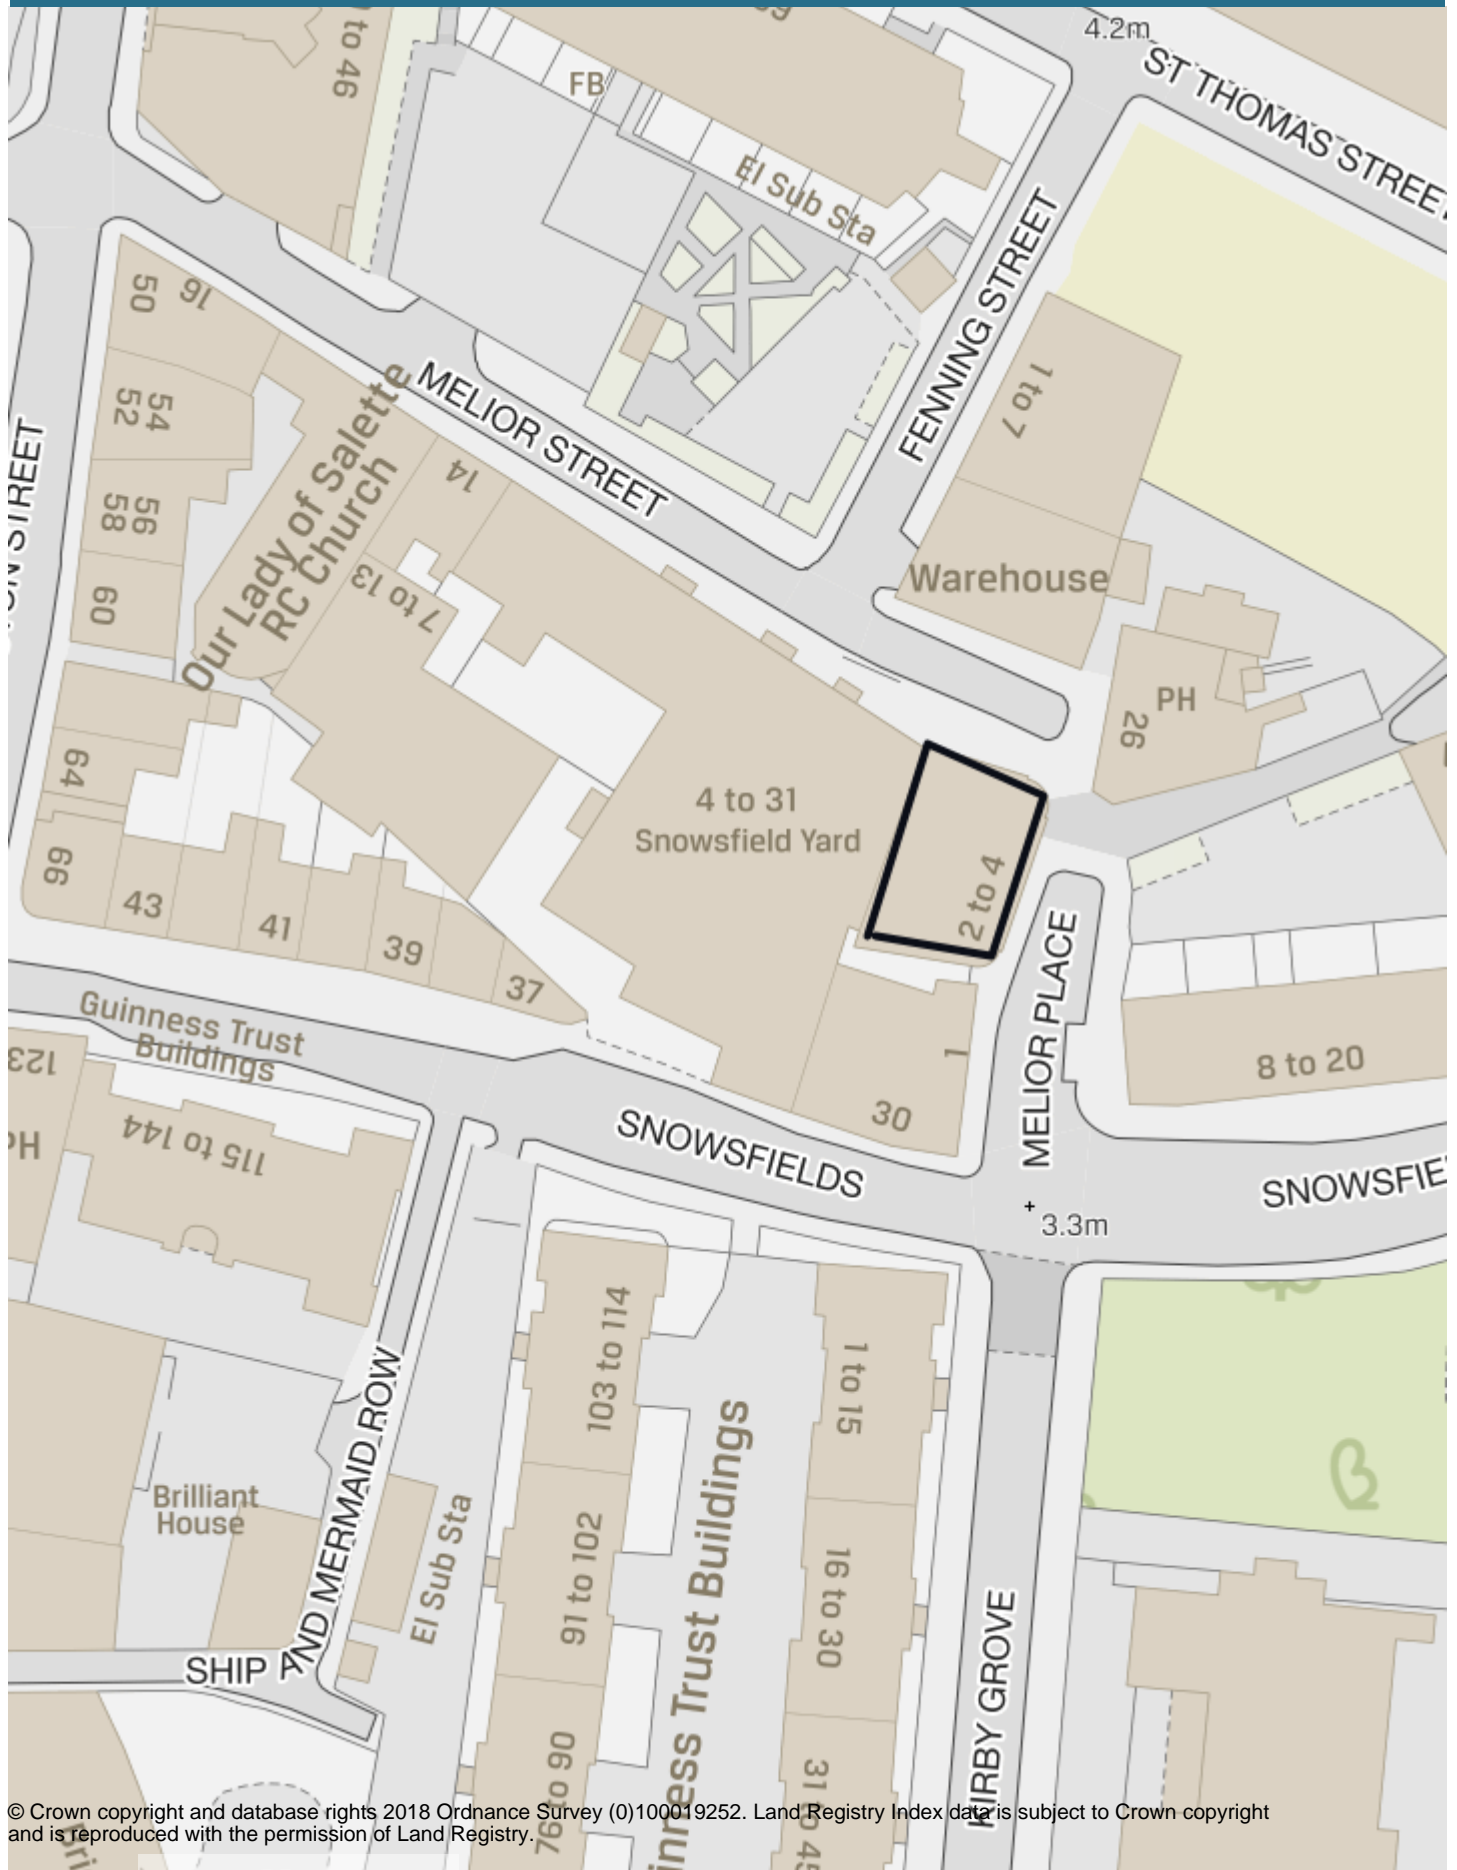 4.2m
ST THOMAS STREET
to 46
FB
El Sub Sta
FENNING STREET
50
16
54
52
1 to 7
MELIOR STREET
Our Lady of Salette
RC Church
14
56
58
7 to 13
Warehouse
60
PH
26
64
4 to 31
Snowsfield Yard
2 to 4
66
43
41
39
37
MELIOR PLACE
Guinness Trust
Buildings
123
1
8 to 20
30
115 to 144
SNOWSFIELDS
3.3m
103 to 114
1 to 15
SHIP AND MERMAID ROW
Brilliant
House
El Sub Sta
91 to 102
16 to 30
KIRBY GROVE
76 to 90
31 to 45
© Crown copyright and database rights 2018 Ordnance Survey (0)100019252. Land Registry Index data is subject to Crown copyright
and is reproduced with the permission of Land Registry.